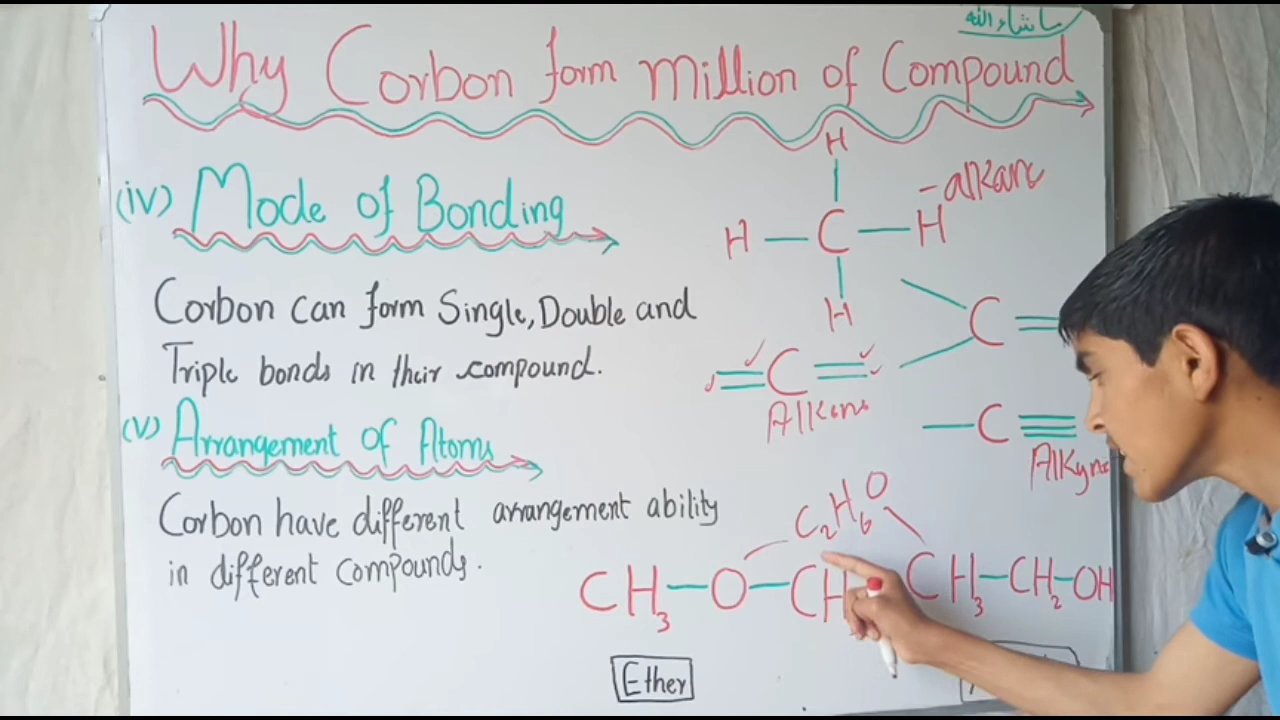 ماشاءالله
Why Corbon form Million of Compound
(iv) Mode of Bonding
Corbon can form Single, Double and
Triple bonds in their compound.
(v) Arrangement of Atoms
Corbon have different arrangement ability
in different compounds.
H
H — C — H - alkane
H
C =
= C =
Alkene
— C ≡
Alkyne
C₂H₆O
CH₃—O—CH
CH₃—CH₂—OH
Ether